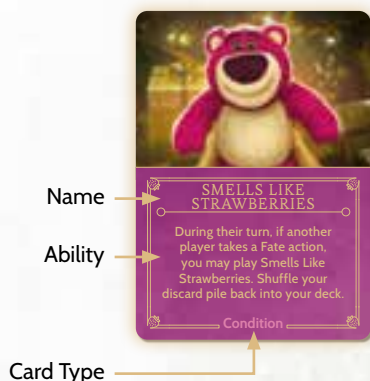 SMELLS LIKE
STRAWBERRIES
Name
During their turn, if another
player takes a Fate action,
you may play Smells Like
Strawberries. Shuffle your
discard pile back into your deck.
Ability
Condition
Card Type